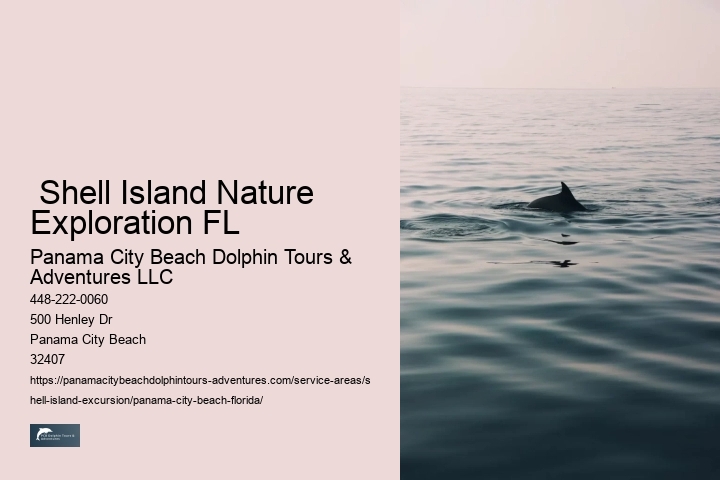 Shell Island Nature
Exploration FL
Panama City Beach Dolphin Tours &
Adventures LLC
448-222-0060
500 Henley Dr
Panama City Beach
32407
https://panamacitybeachdolphintours-adventures.com/service-areas/s
hell-island-excursion/panama-city-beach-florida/